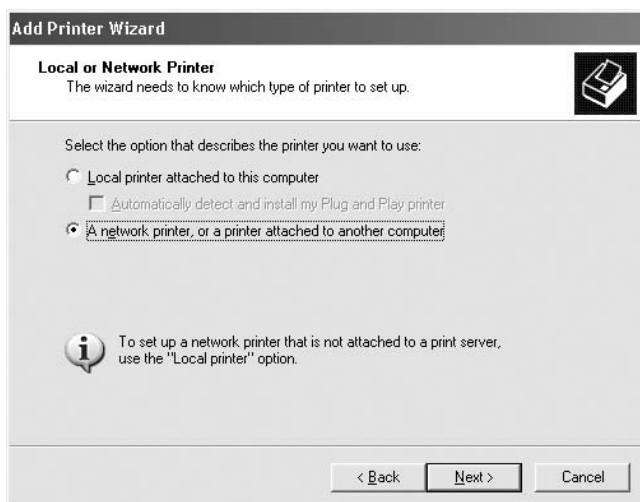 Add Printer Wizard
Local or Network Printer
The wizard needs to know which type of printer to set up.
Select the option that describes the printer you want to use:
Local printer attached to this computer
Automatically detect and install my Plug and Play printer
A network printer, or a printer attached to another computer
To set up a network printer that is not attached to a print server,
use the "Local printer" option.
< Back
Next >
Cancel